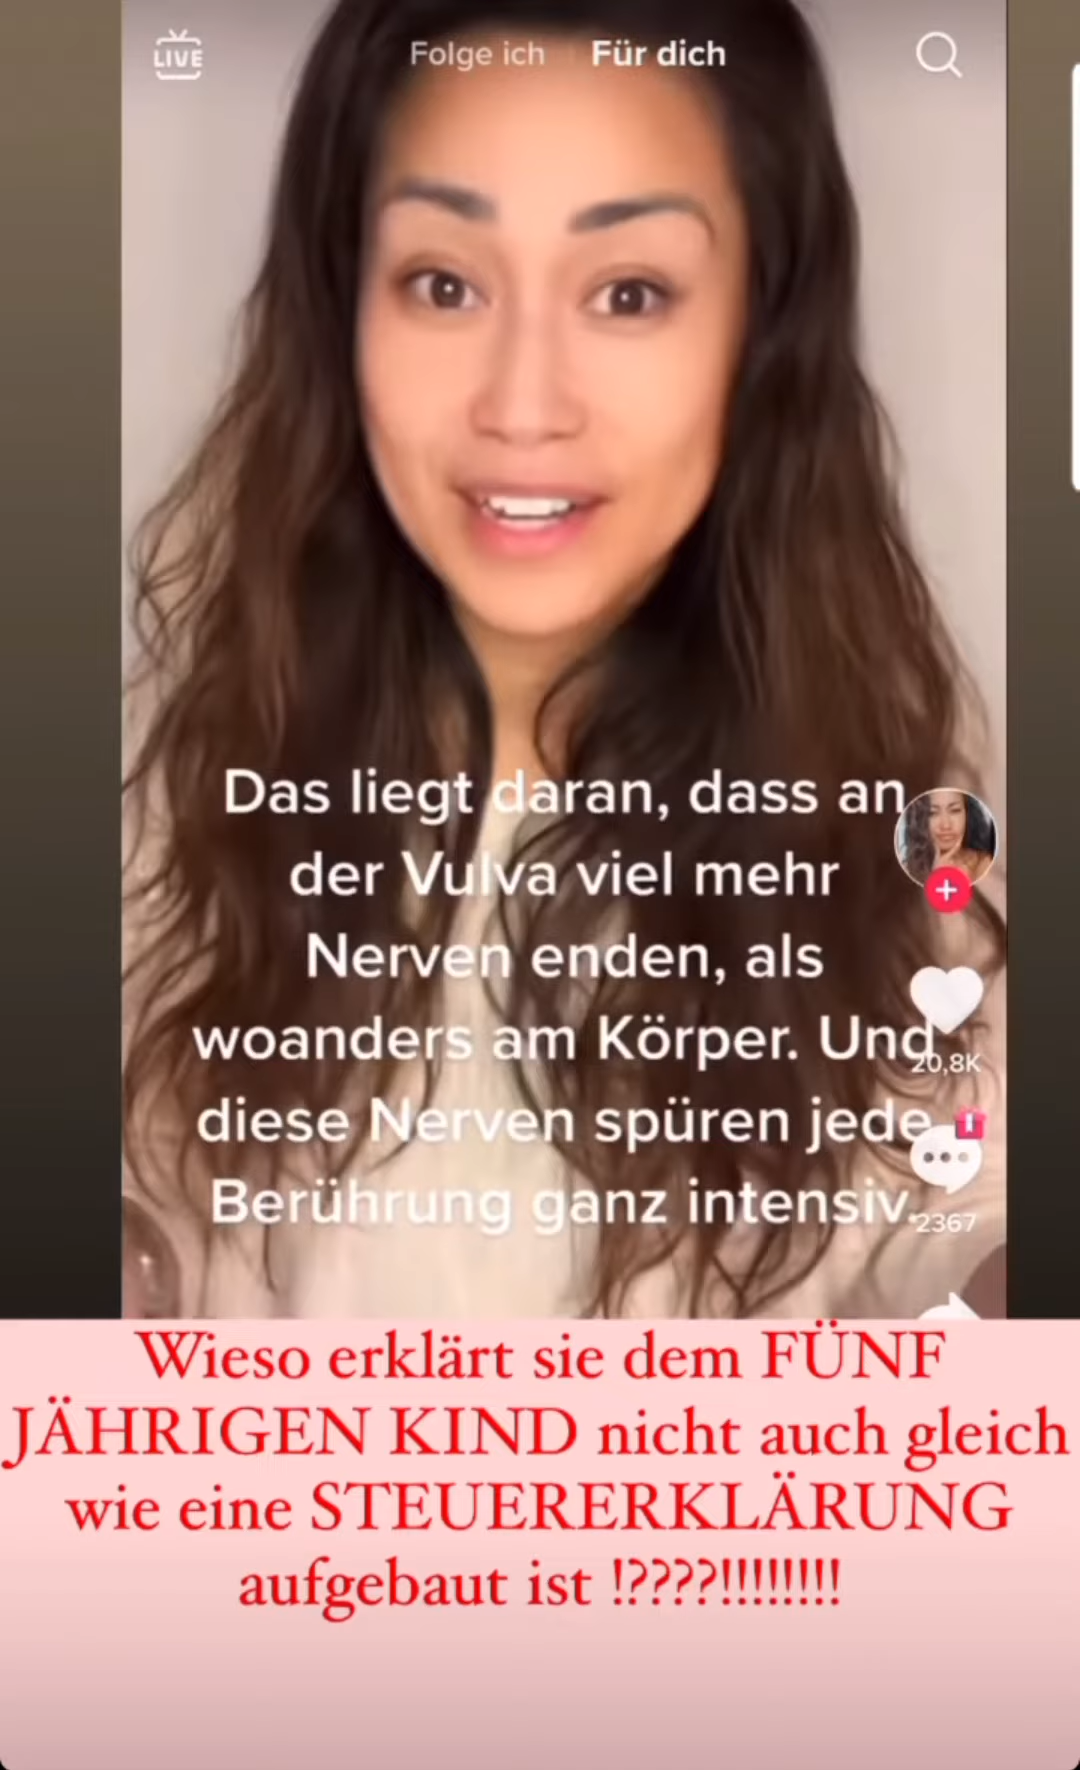 LIVE
Folge ich Für dich
Das liegt daran, dass an
der Vulva viel mehr
Nerven enden, als
woanders am Körper. Und
20,8K
diese Nerven spüren jede
Berührung ganz intensiv.
2367
Wieso erklärt sie dem FÜNF
JÄHRIGEN KIND nicht auch gleich
wie eine STEUERERKLÄRUNG
aufgebaut ist !????!!!!!!!!